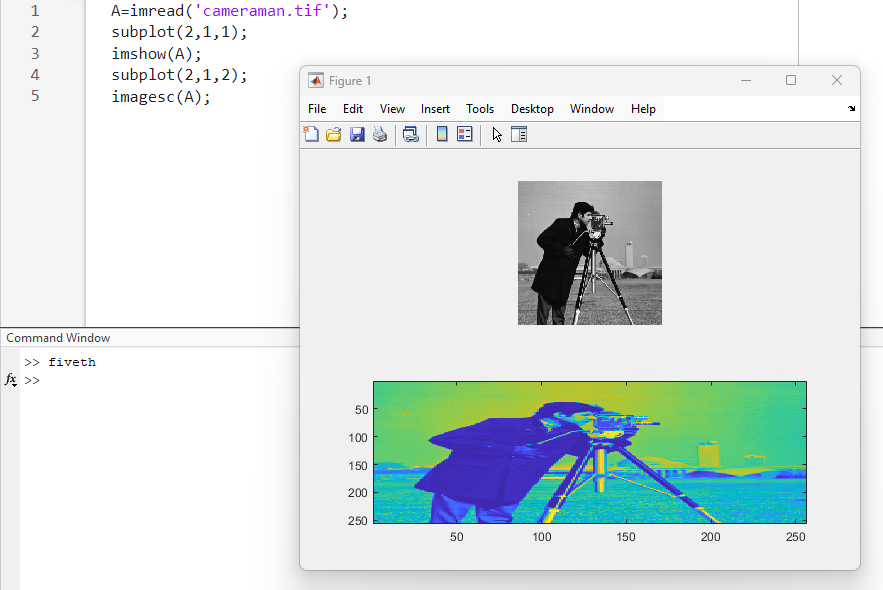 1 A=imread('cameraman.tif');
2 subplot(2,1,1);
3 imshow(A);
4 subplot(2,1,2);
5 imagesc(A);
Figure 1
File Edit View Insert Tools Desktop Window Help
50
100
150
200
250
50 100 150 200 250
Command Window
>> fiveth
fx >>